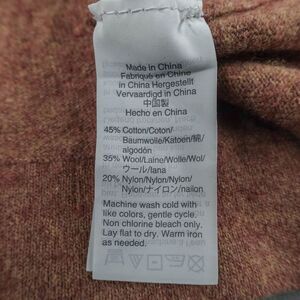 Made in China
Fabriqué en Chine
in China Hergestellt
Vervaardigd in China
中国製
Hecho en China
45% Cotton/Coton/
Baumwolle/Katoen/綿/
algodón
35% Wool/Laine/Wolle/Wol/
ウール/lana
20% Nylon/Nylon/Nylon/
Nylon/ナイロン/nailon
Machine wash cold with
like colors, gentle cycle.
Non chlorine bleach only.
Lay flat to dry. Warm iron
as needed.